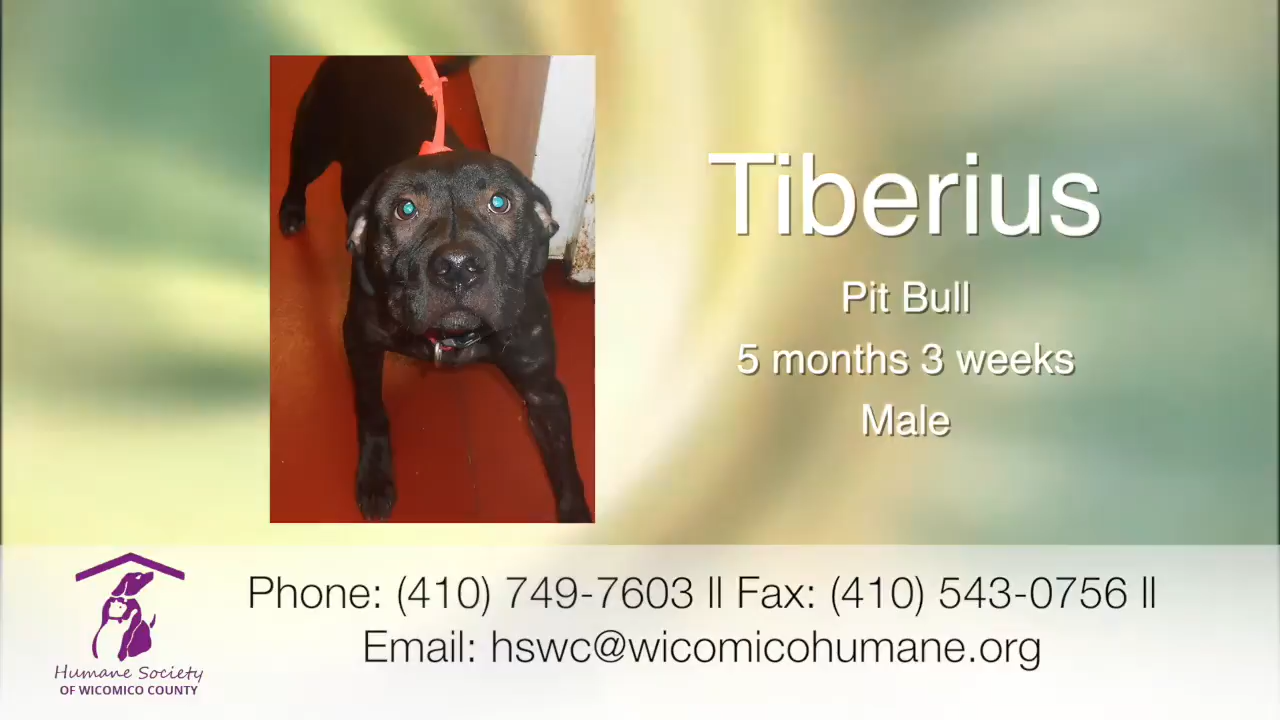 Tiberius
Pit Bull
5 months 3 weeks
Male
Phone: (410) 749-7603 ll Fax: (410) 543-0756 ll
Email: hswc@wicomicohumane.org
Humane Society
OF WICOMICO COUNTY